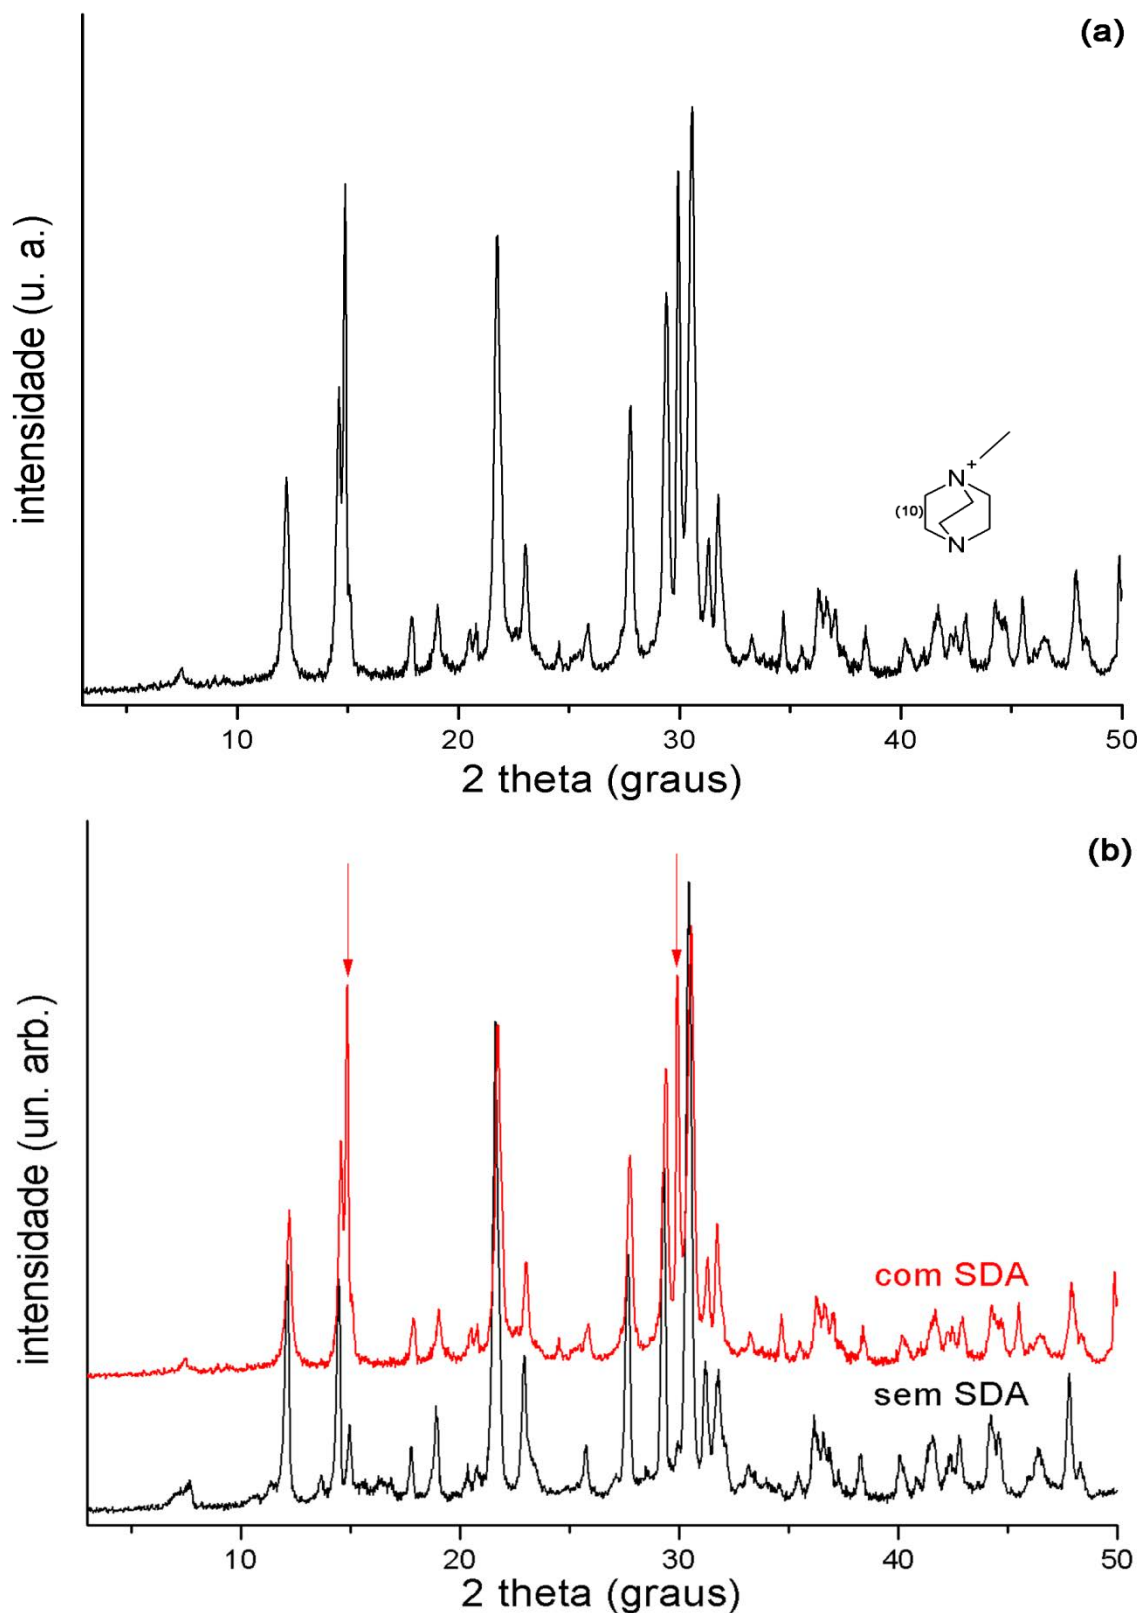 (a)
intensidade (u. a.)
N
+
(10)
N
10 20 30 40 50
2 theta (graus)
(b)
intensidade (un. arb.)
com SDA
sem SDA
10 20 30 40 50
2 theta (graus)